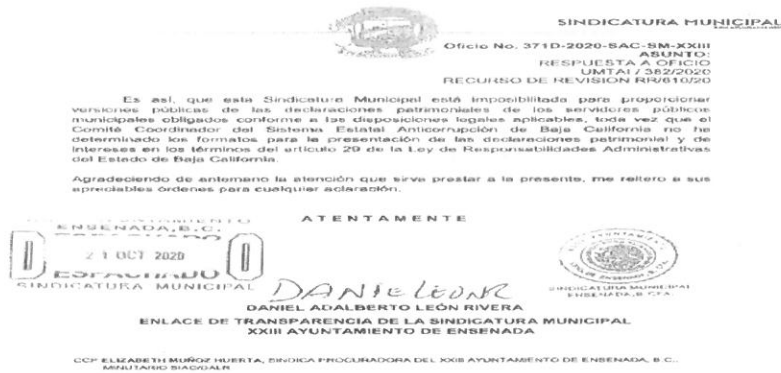 SINDICATURA MUNICIPAL
Oficio No. 371D-2020-SAC-SM-XXIII
ASUNTO:
RESPUESTA A OFICIO
UMTAI / 382/2020
RECURSO DE REVISION RR/610/20
Es así, que esta Sindicatura Municipal está imposibilitada para proporcionar
versiones públicas de las declaraciones patrimoniales de los servidores públicos
municipales obligados conforme a las disposiciones legales aplicables, toda vez que el
Comité Coordinador del Sistema Estatal Anticorrupción de Baja California no ha
determinado los formatos para la presentación de las declaraciones patrimonial y de
intereses en los términos del artículo 29 de la Ley de Responsabilidades Administrativas
del Estado de Baja California.
Agradeciendo de antemano la atención que sirva prestar a la presente, me reitero a sus
apreciables órdenes para cualquier aclaración.
ATENTAMENTE
ENSENADA, B.C.
21 OCT 2020
DESPACHADO
SINDICATURA MUNICIPAL
SINDICATURA MUNICIPAL
ENSENADA, B.CFA.
DANIEL ADALBERTO LEÓN RIVERA
ENLACE DE TRANSPARENCIA DE LA SINDICATURA MUNICIPAL
XXIII AYUNTAMIENTO DE ENSENADA
CCP ELIZABETH MUÑOZ HUERTA, SINDICA PROCURADORA DEL XXIII AYUNTAMIENTO DE ENSENADA, B.C..
MINUTARIO